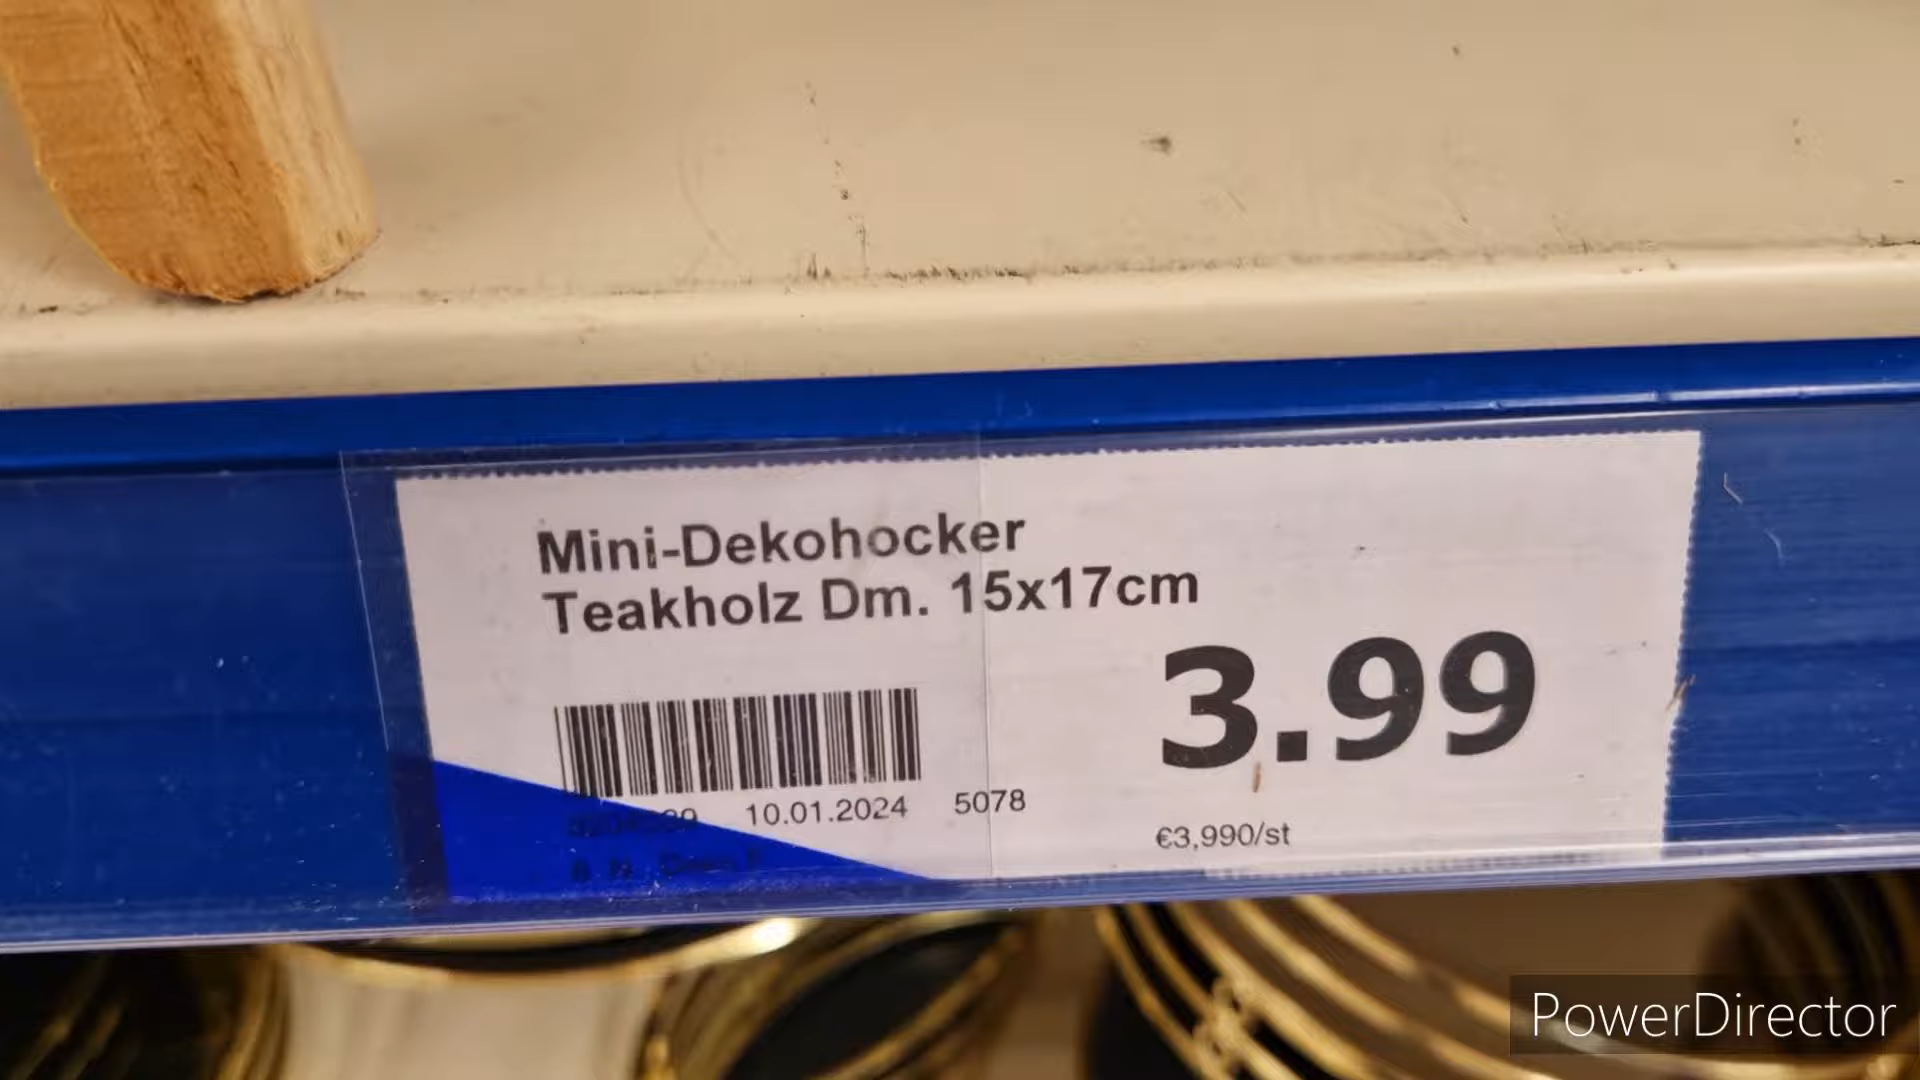 Mini-Dekohocker
Teakholz Dm. 15x17cm
3.99
10.01.2024 5078
€3,990/st
PowerDirector